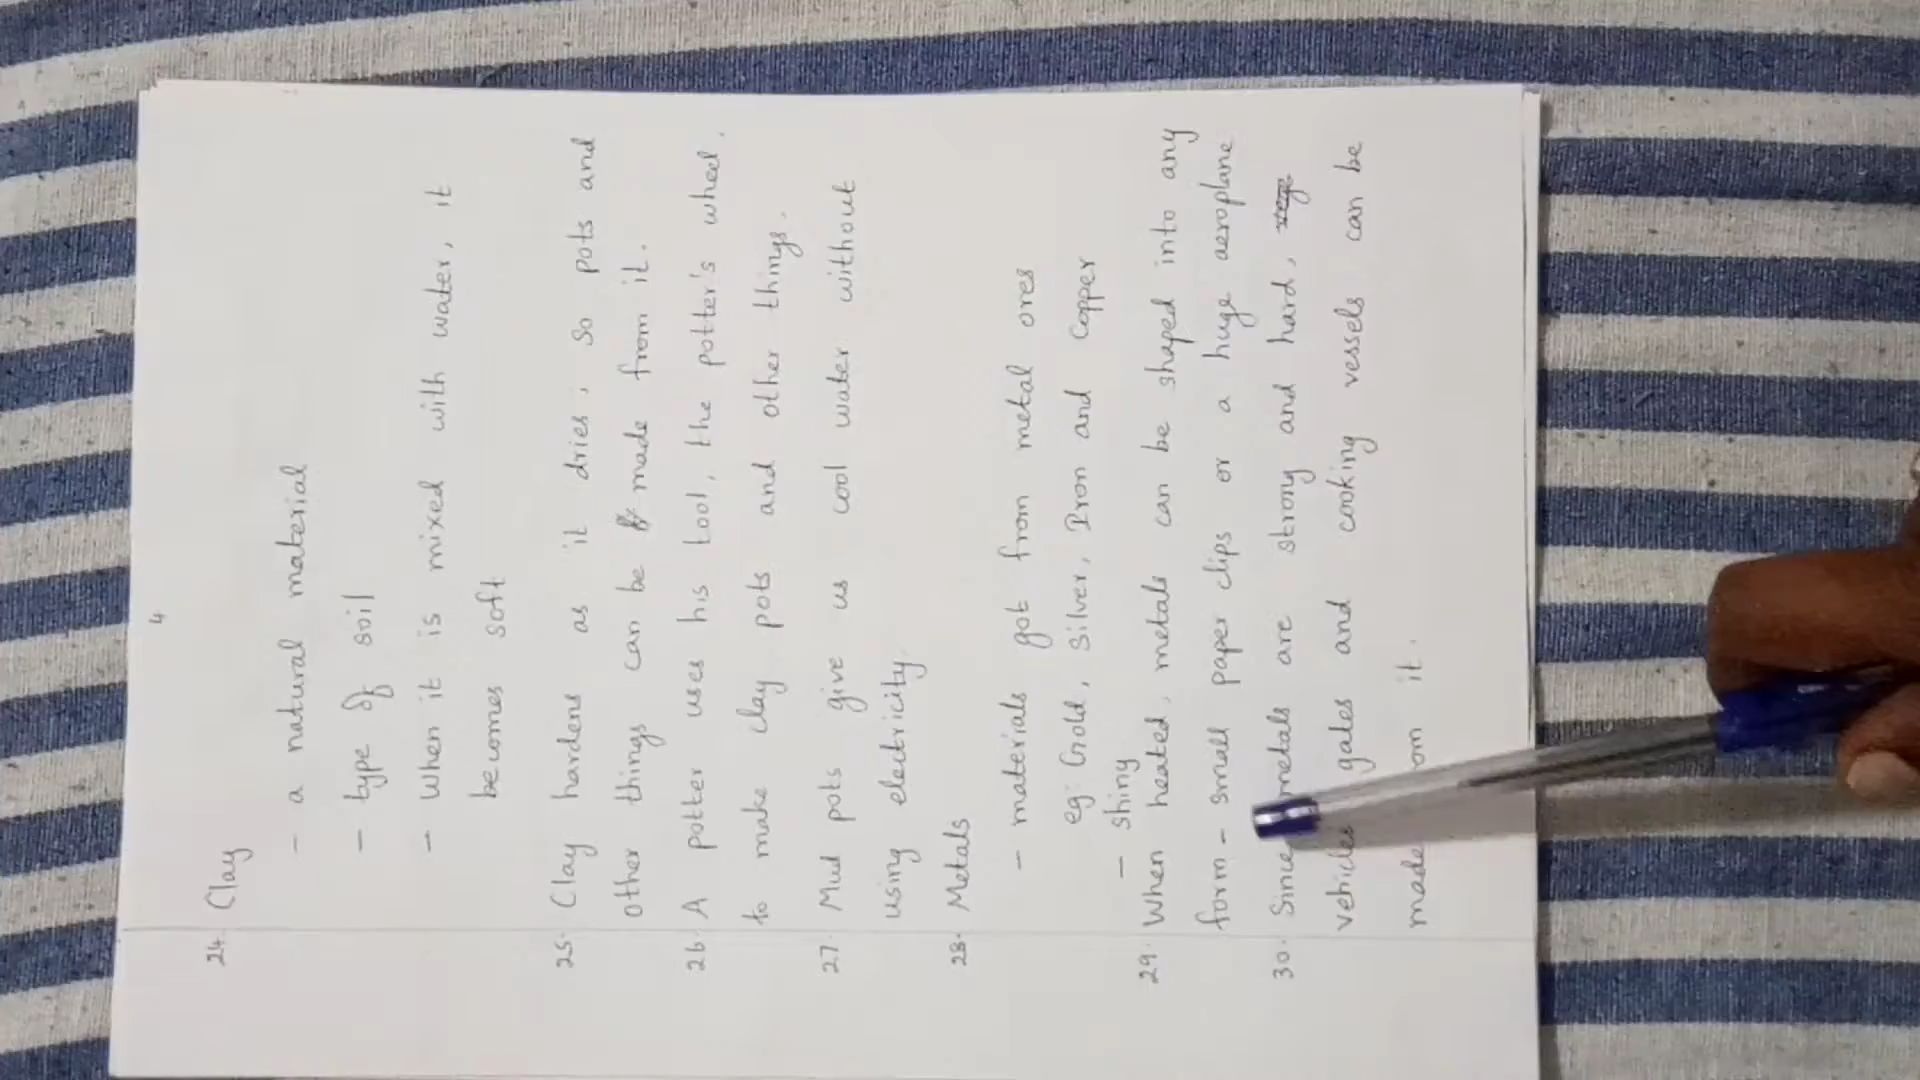 4
24. Clay
- a natural material
- type of soil
- When it is mixed with water, it
becomes soft
25. Clay hardens as it dries, so pots and
other things can be made from it.
26. A potter uses his tool, the potter's wheel.
to make clay pots and other things.
27. Mud pots give us cool water without
using electricity.
28. Metals
- materials got from metal ores
eg: Gold, Silver, Iron and Copper
- shiny
29. When heated, metals can be shaped into any
form - small paper clips or a huge aeroplane
30. Since metals are strong and hard,
vehicles gates and cooking vessels can be
made it.